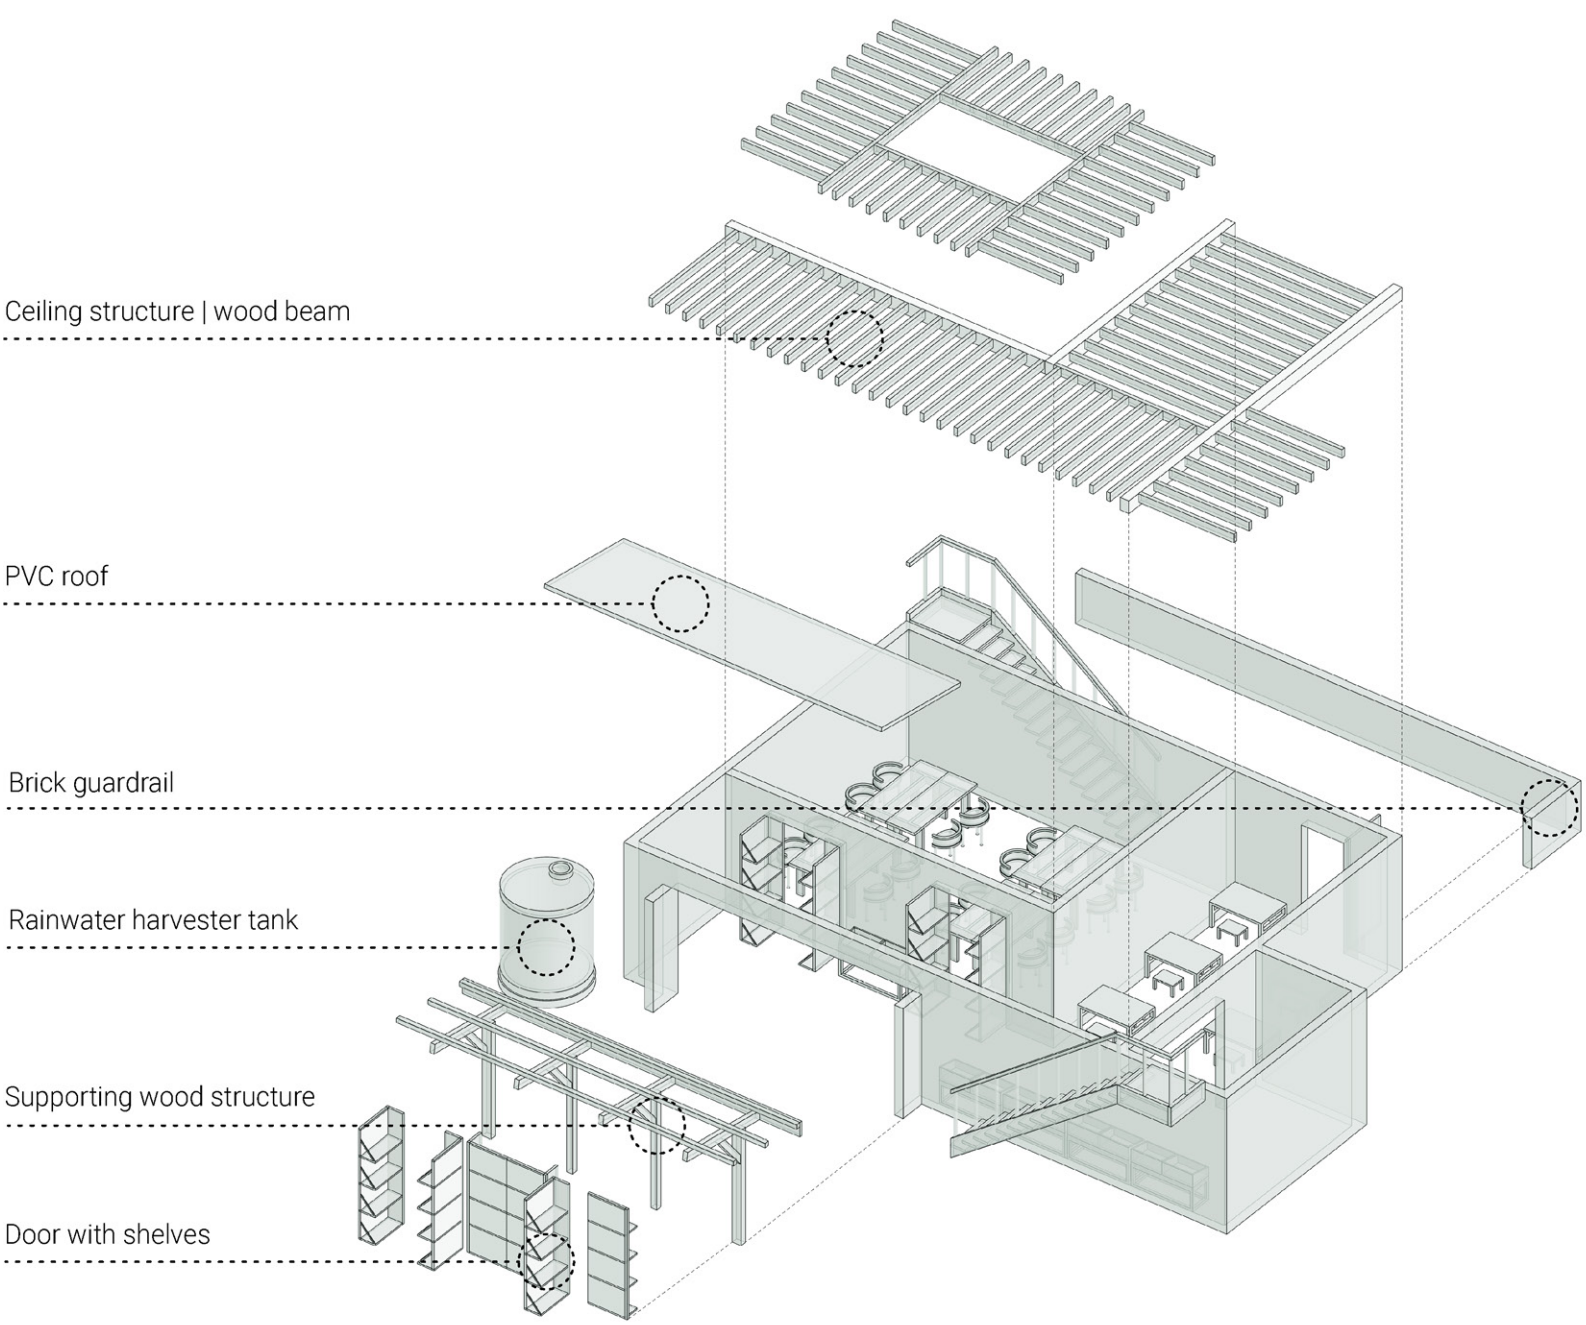 Ceiling structure | wood beam
PVC roof
Brick guardrail
Rainwater harvester tank
Supporting wood structure
Door with shelves